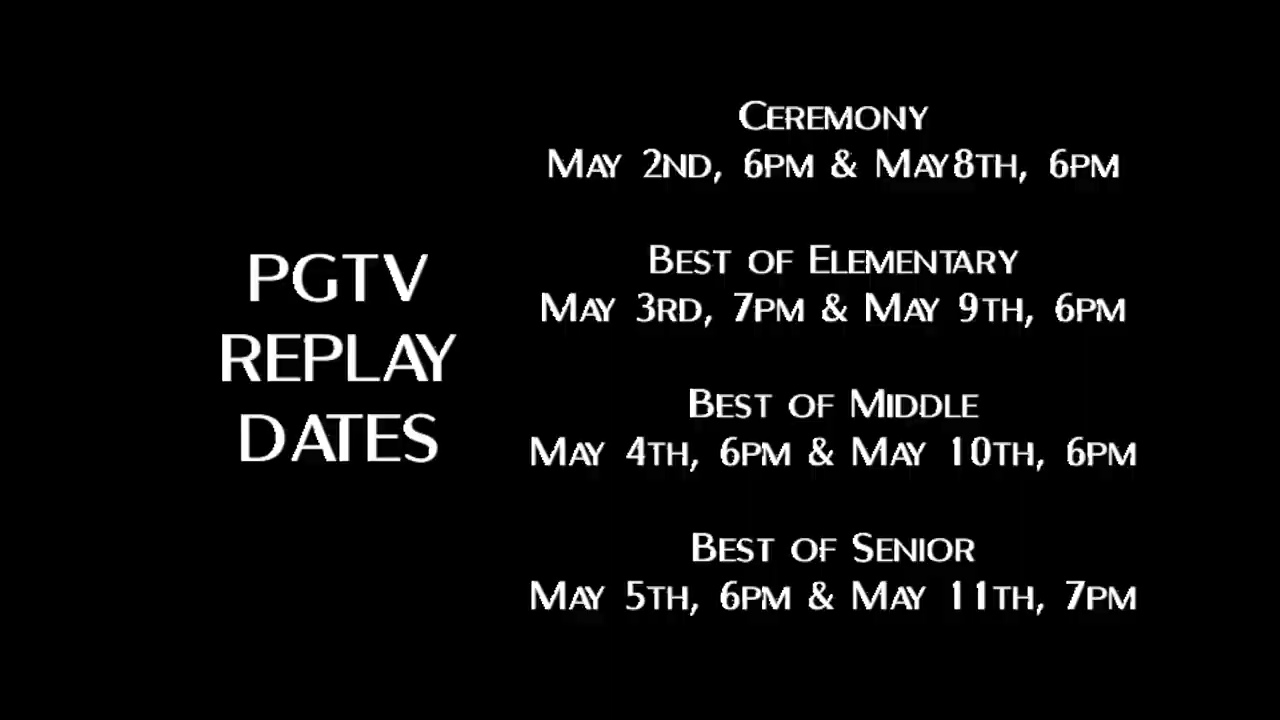 PGTV
REPLAY
DATES
Ceremony
May 2nd, 6pm & May8th, 6pm
Best of Elementary
May 3rd, 7pm & May 9th, 6pm
Best of Middle
May 4th, 6pm & May 10th, 6pm
Best of Senior
May 5th, 6pm & May 11th, 7pm